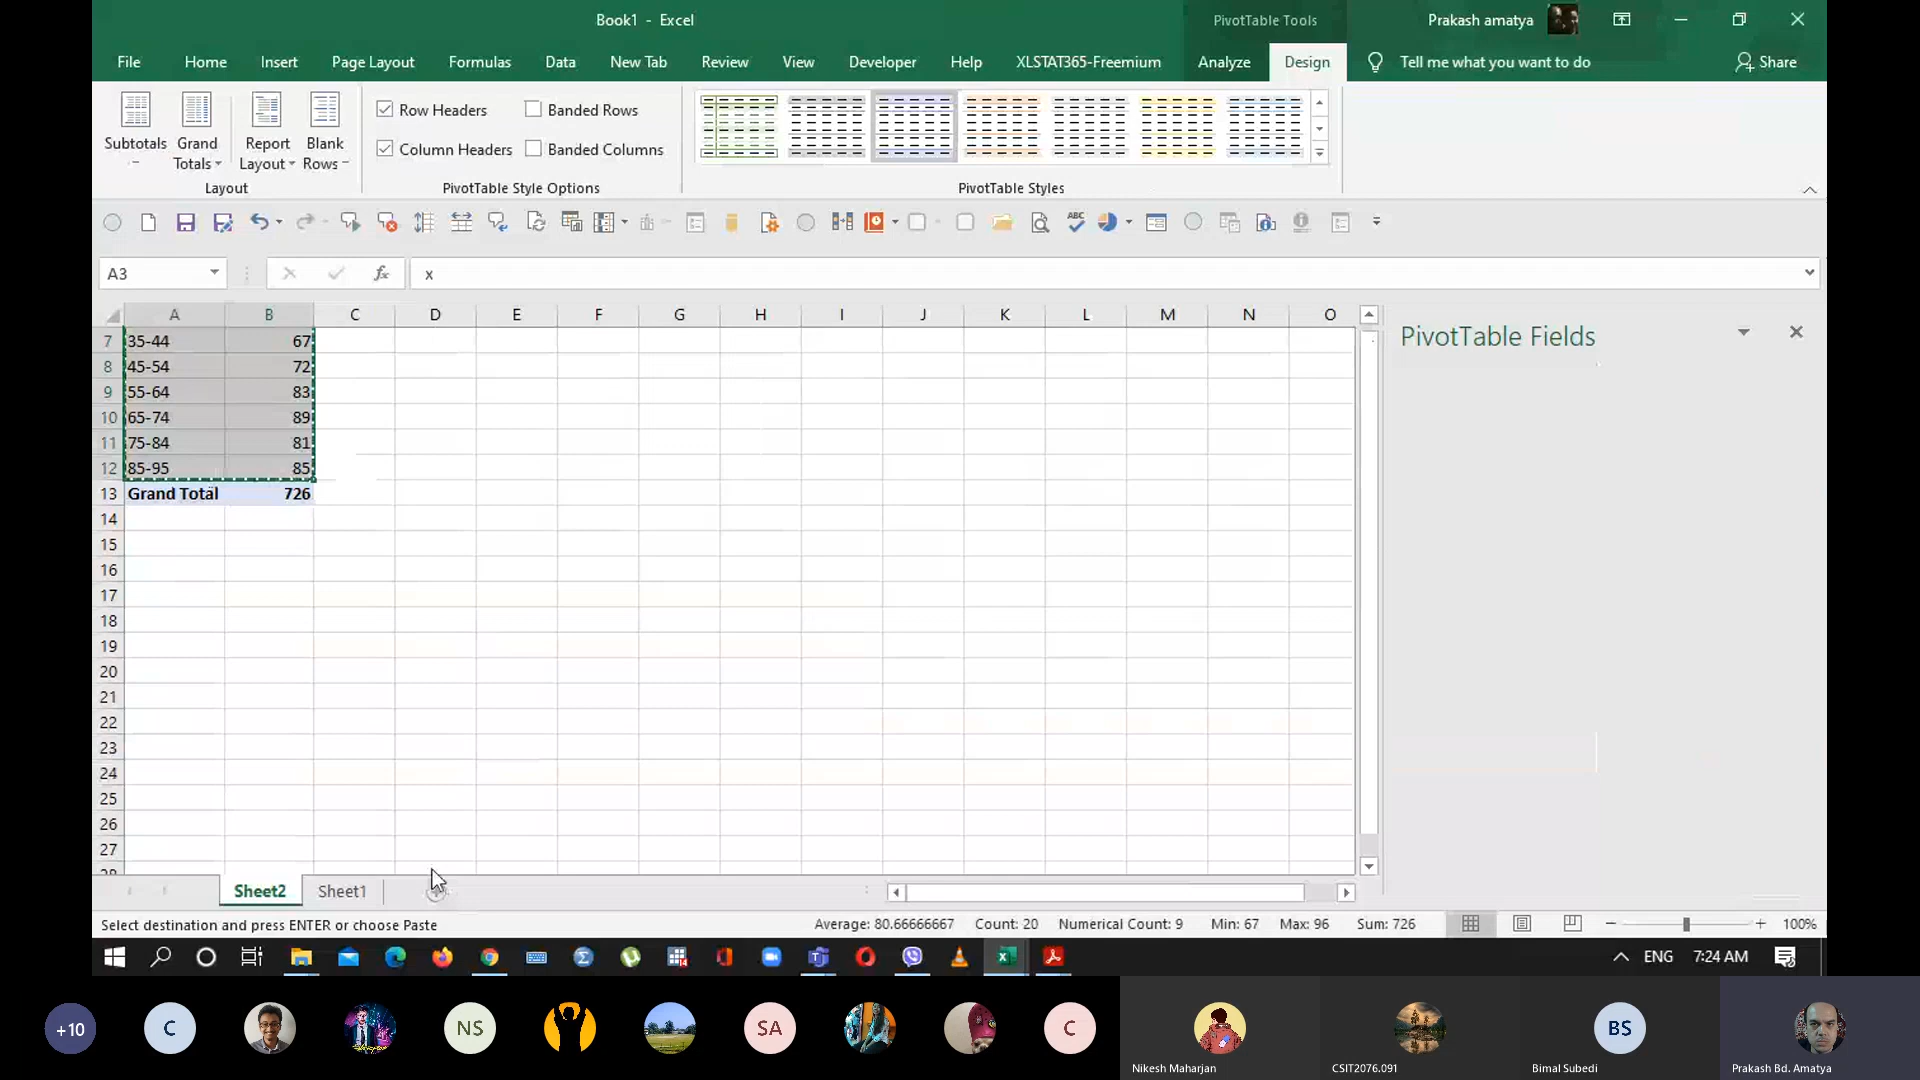 Book1 - Excel
PivotTable Tools
Prakash amatya
File Home Insert Page Layout Formulas Data New Tab Review View Developer Help XLSTAT365-Freemium Analyze Design Tell me what you want to do Share
Subtotals
Grand Totals
Report Layout
Blank Rows
Layout
Row Headers Banded Rows
Column Headers Banded Columns
PivotTable Style Options
PivotTable Styles
ABC
A3 fx x
A B C D E F G H I J K L M N O
PivotTable Fields
7 35-44 67
8 45-54 72
9 55-64 83
10 65-74 89
11 75-84 81
12 85-95 85
13 Grand Total 726
14
15
16
17
18
19
20
21
22
23
24
25
26
27
28
Sheet2 Sheet1
Select destination and press ENTER or choose Paste Average: 80.66666667 Count: 20 Numerical Count: 9 Min: 67 Max: 96 Sum: 726 100%
ENG 7:24 AM
+10 C NS SA C BS
Nikesh Maharjan CSIT2076.091 Bimal Subedi Prakash Bd. Amatya